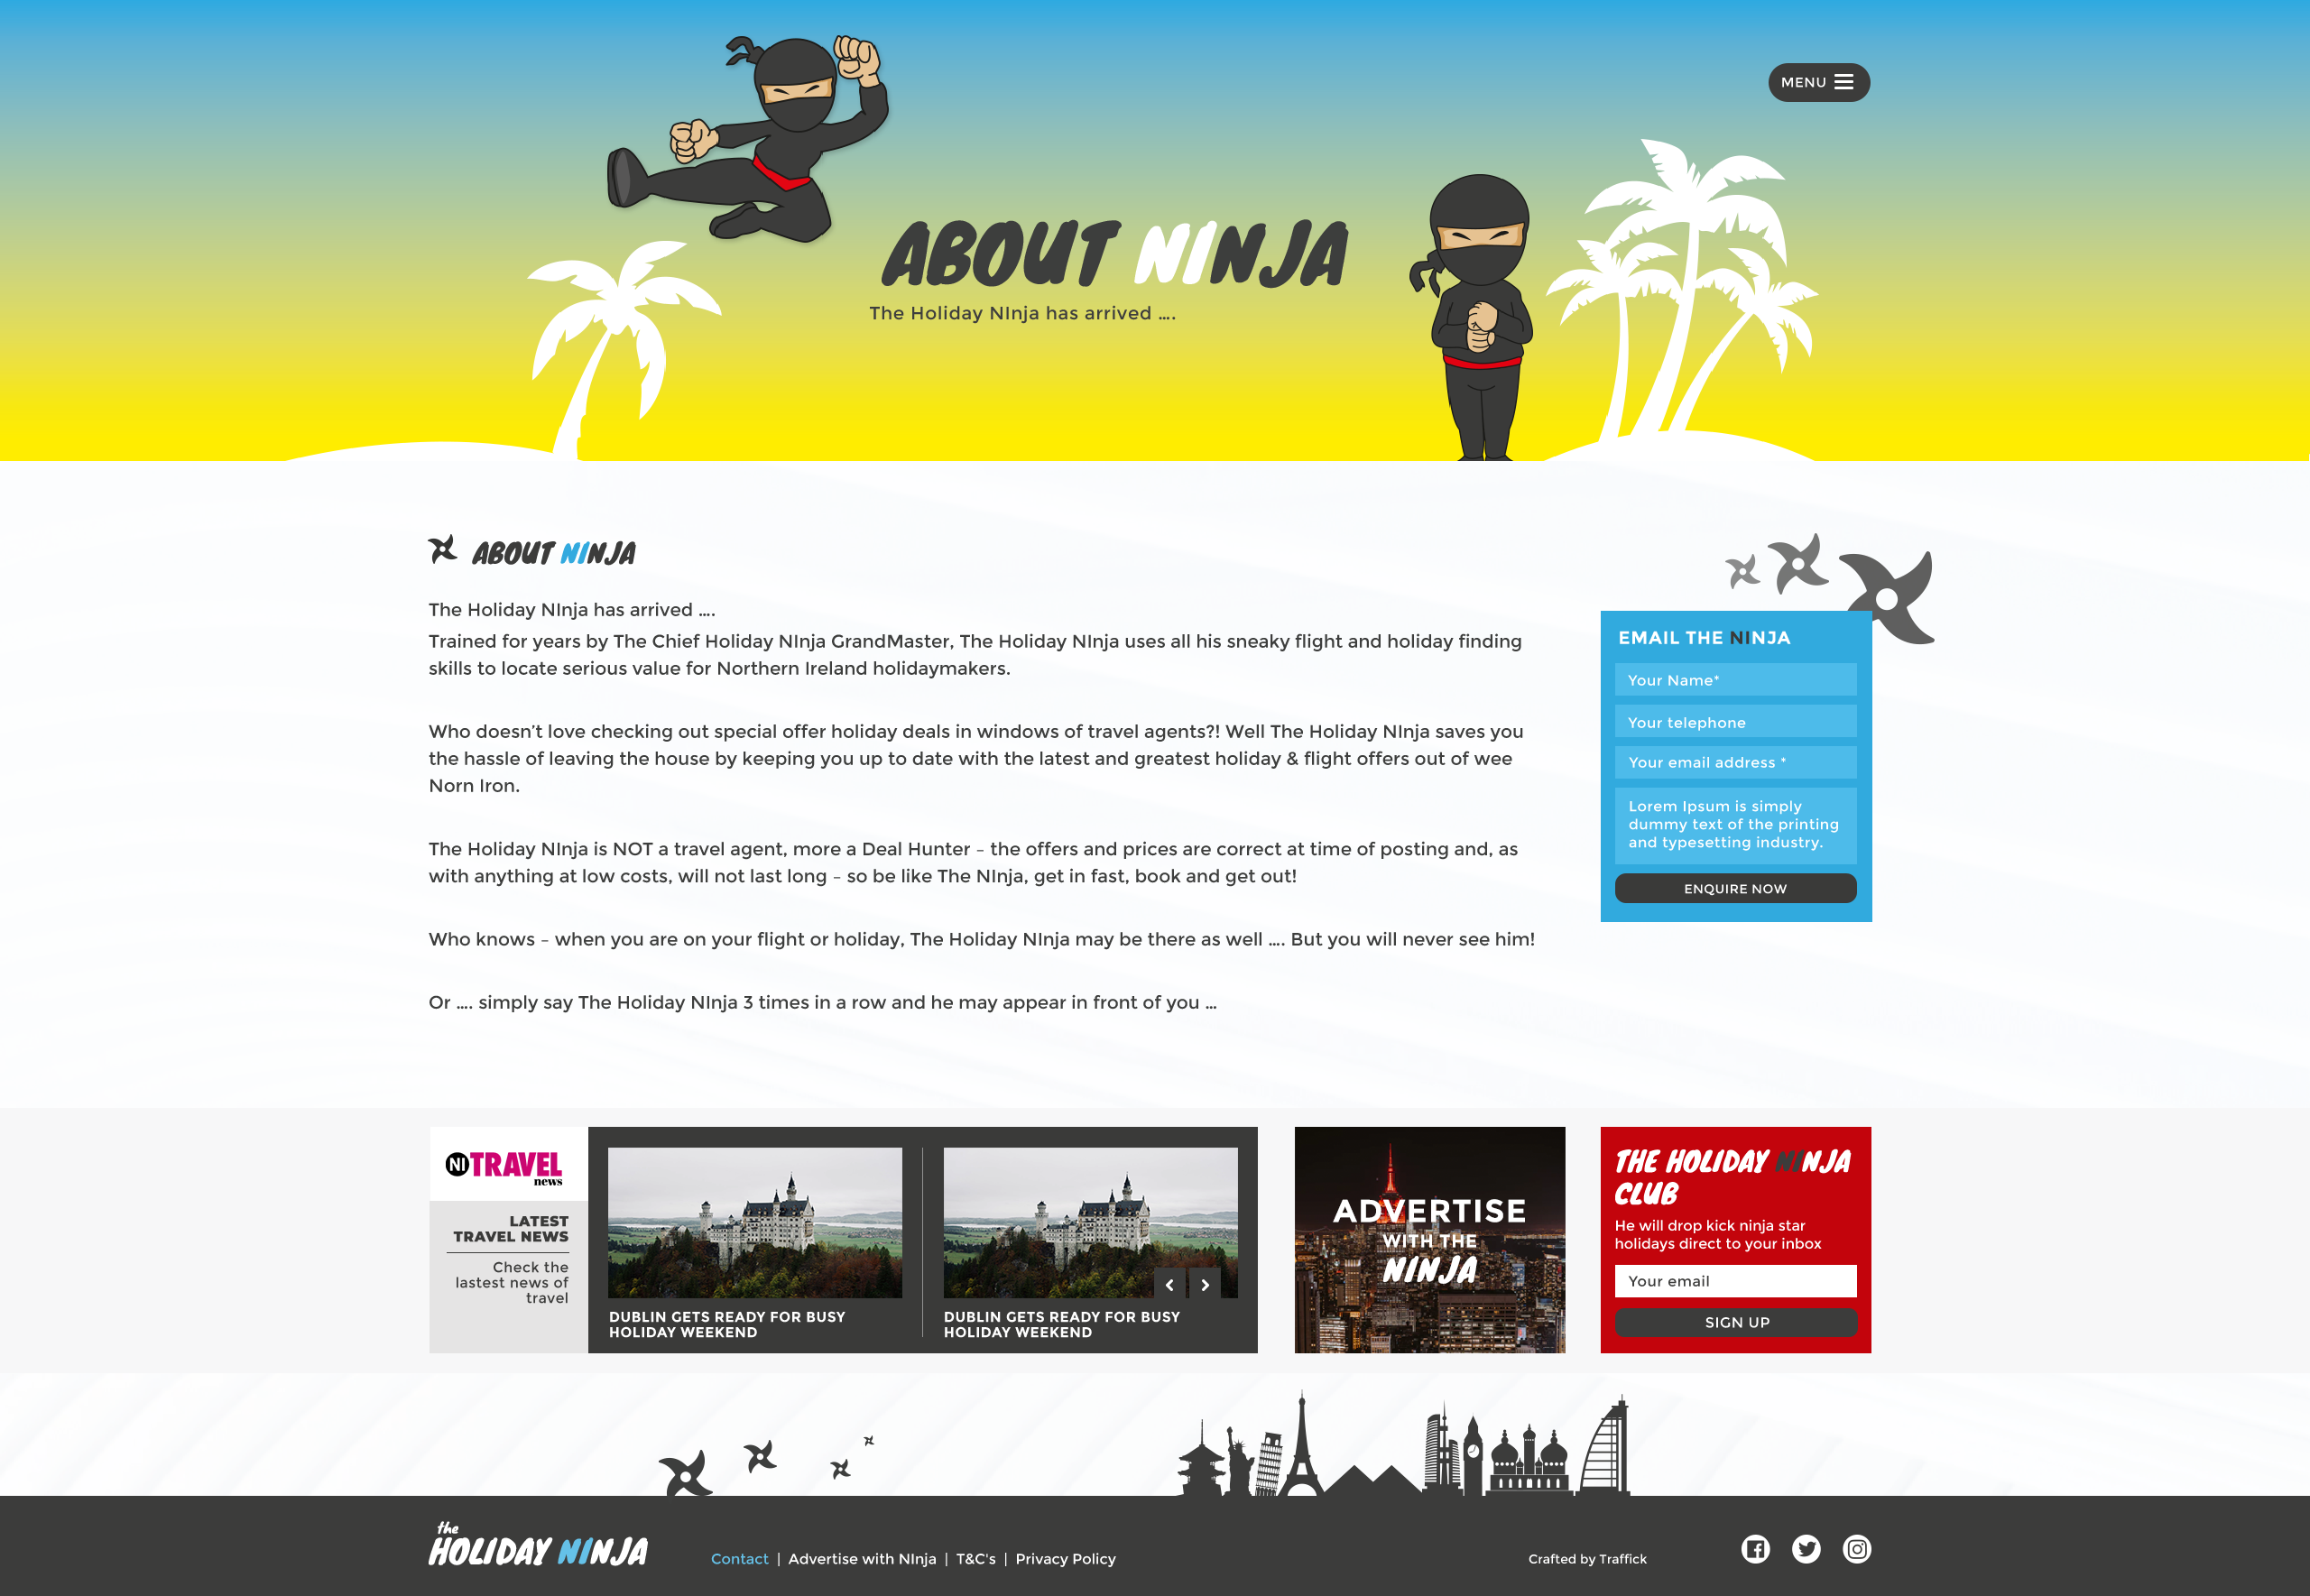 MENU
ABOUT NINJA
The Holiday NInja has arrived ....
ABOUT NINJA
The Holiday NInja has arrived ....
Trained for years by The Chief Holiday NInja GrandMaster, The Holiday NInja uses all his sneaky flight and holiday finding
skills to locate serious value for Northern Ireland holidaymakers.
Who doesn’t love checking out special offer holiday deals in windows of travel agents?! Well The Holiday NInja saves you
the hassle of leaving the house by keeping you up to date with the latest and greatest holiday & flight offers out of wee
Norn Iron.
The Holiday NInja is NOT a travel agent, more a Deal Hunter – the offers and prices are correct at time of posting and, as
with anything at low costs, will not last long – so be like The NInja, get in fast, book and get out!
Who knows – when you are on your flight or holiday, The Holiday NInja may be there as well .... But you will never see him!
Or .... simply say The Holiday NInja 3 times in a row and he may appear in front of you ...
EMAIL THE NINJA
Your Name*
Your telephone
Your email address *
Lorem Ipsum is simply
dummy text of the printing
and typesetting industry.
ENQUIRE NOW
NI TRAVEL
news
LATEST
TRAVEL NEWS
Check the
lastest news of
travel
DUBLIN GETS READY FOR BUSY
HOLIDAY WEEKEND
DUBLIN GETS READY FOR BUSY
HOLIDAY WEEKEND
ADVERTISE
WITH THE
NINJA
THE HOLIDAY NINJA
CLUB
He will drop kick ninja star
holidays direct to your inbox
Your email
SIGN UP
the
HOLIDAY NINJA
Contact | Advertise with NInja | T&C's | Privacy Policy
Crafted by Traffick